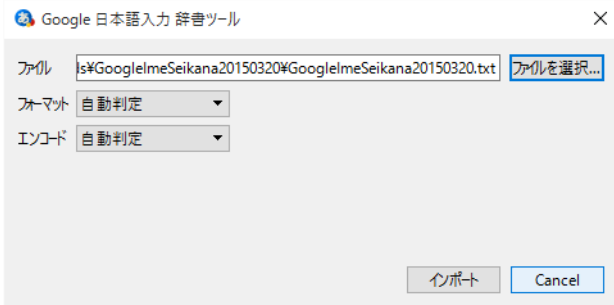 Google 日本語入力 辞書ツール
ファイル ls¥GoogleImeSeikana20150320¥GoogleImeSeikana20150320.txt ファイルを選択...
フォーマット 自動判定
エンコード 自動判定
インポート Cancel